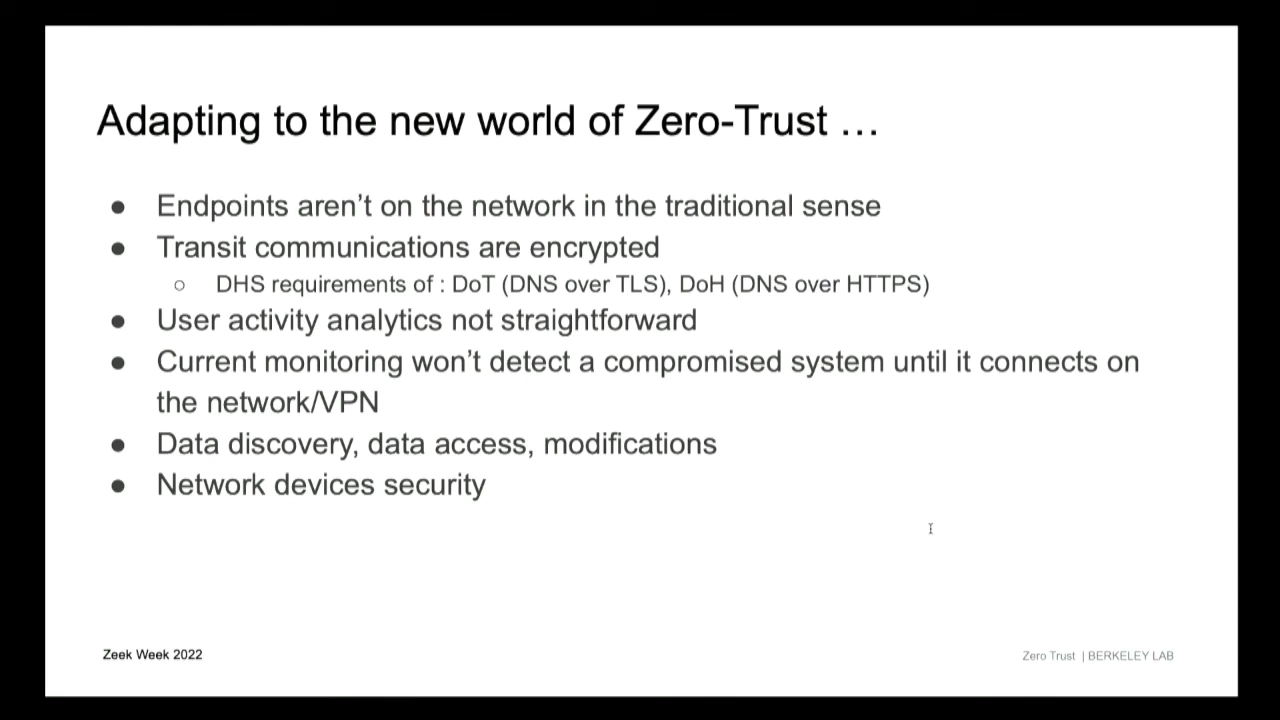 Adapting to the new world of Zero-Trust …
● Endpoints aren’t on the network in the traditional sense
● Transit communications are encrypted
○ DHS requirements of : DoT (DNS over TLS), DoH (DNS over HTTPS)
● User activity analytics not straightforward
● Current monitoring won’t detect a compromised system until it connects on
the network/VPN
● Data discovery, data access, modifications
● Network devices security
Zeek Week 2022
Zero Trust | BERKELEY LAB